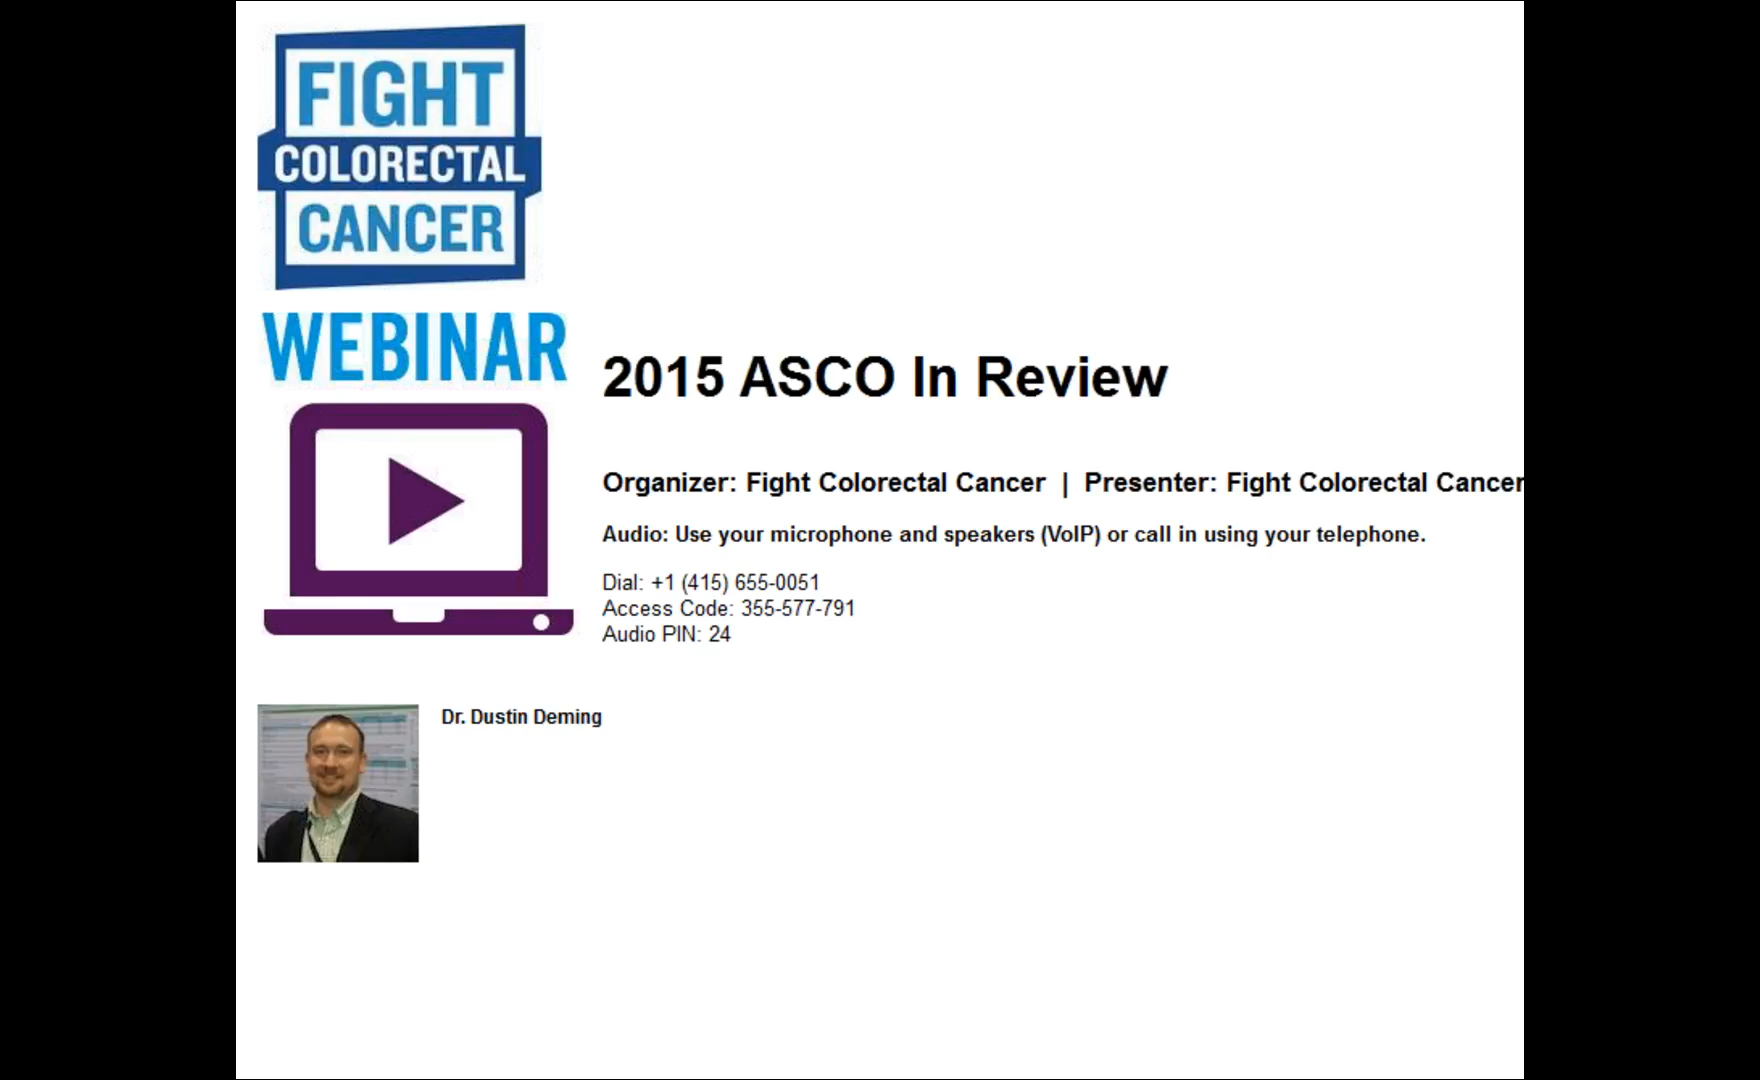 FIGHT
COLORECTAL
CANCER
WEBINAR
2015 ASCO In Review
Organizer: Fight Colorectal Cancer | Presenter: Fight Colorectal Cancer
Audio: Use your microphone and speakers (VoIP) or call in using your telephone.
Dial: +1 (415) 655-0051
Access Code: 355-577-791
Audio PIN: 24
Dr. Dustin Deming